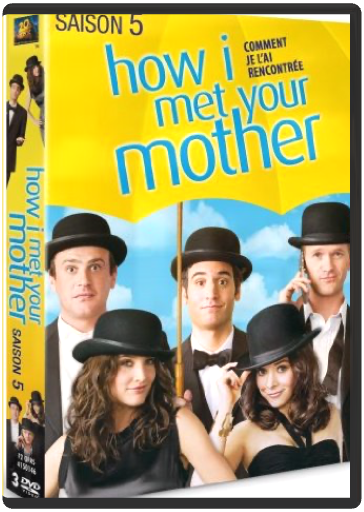 SAISON 5
how i
COMMENT
JE L'AI
RENCONTRÉE
met your
mother
how i met your
mother
SAISON 5
3 DVD